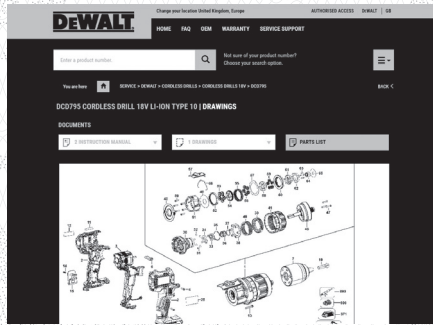 DEWALT
Change your location United Kingdom, Europe
AUTHORISED ACCESS DEWALT | GB
HOME FAQ OEM WARRANTY SERVICE SUPPORT
Enter a product number
Not sure of your product number?
Choose your search option.
You are here SERVICE > DEWALT > CORDLESS DRILLS > CORDLESS DRILLS 18V > DCD795
BACK <
DCD795 CORDLESS DRILL 18V LI-ION TYPE 10 | DRAWINGS
DOCUMENTS
2 INSTRUCTION MANUAL
1 DRAWINGS
PARTS LIST